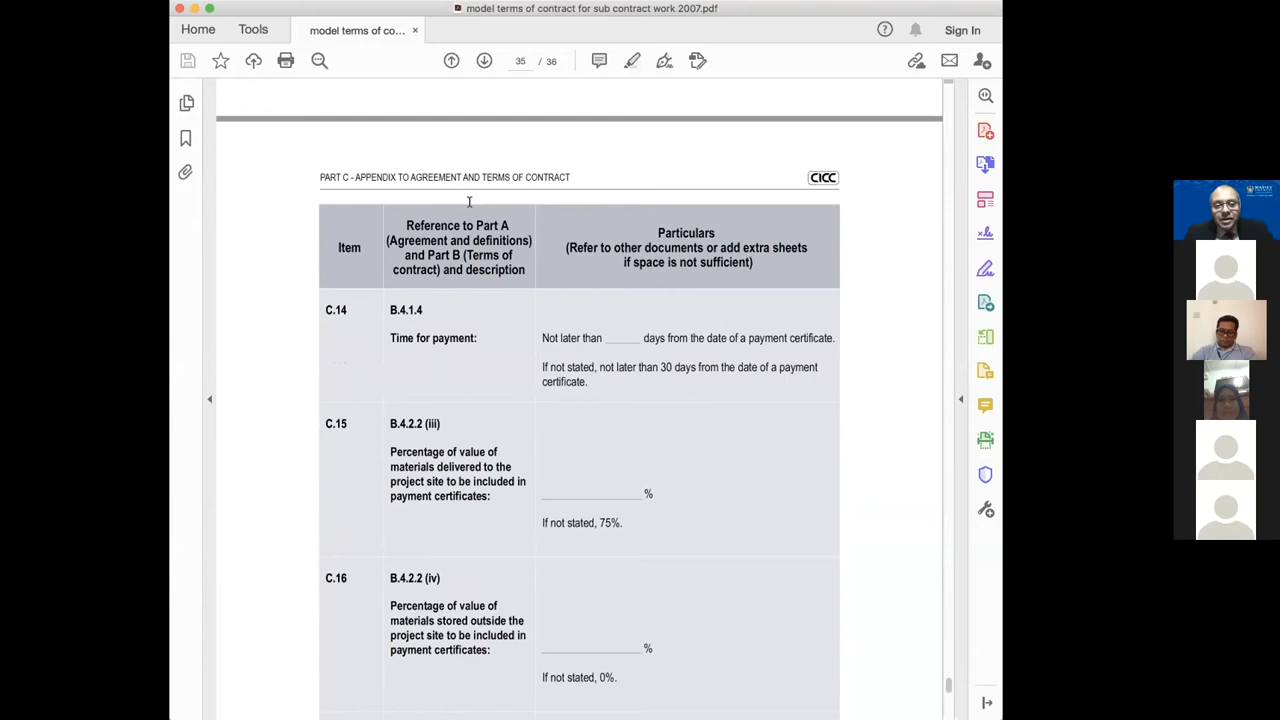 model terms of contract for sub contract work 2007.pdf
Home
Tools
model terms of co...
×
Sign In
35 / 36
PART C - APPENDIX TO AGREEMENT AND TERMS OF CONTRACT
CICC
Item
Reference to Part A
(Agreement and definitions)
and Part B (Terms of
contract) and description
Particulars
(Refer to other documents or add extra sheets
if space is not sufficient)
C.14
B.4.1.4
Time for payment:
Not later than ______ days from the date of a payment certificate.
If not stated, not later than 30 days from the date of a payment
certificate.
C.15
B.4.2.2 (iii)
Percentage of value of
materials delivered to the
project site to be included in
payment certificates:
________________ %
If not stated, 75%.
C.16
B.4.2.2 (iv)
Percentage of value of
materials stored outside the
project site to be included in
payment certificates:
________________ %
If not stated, 0%.